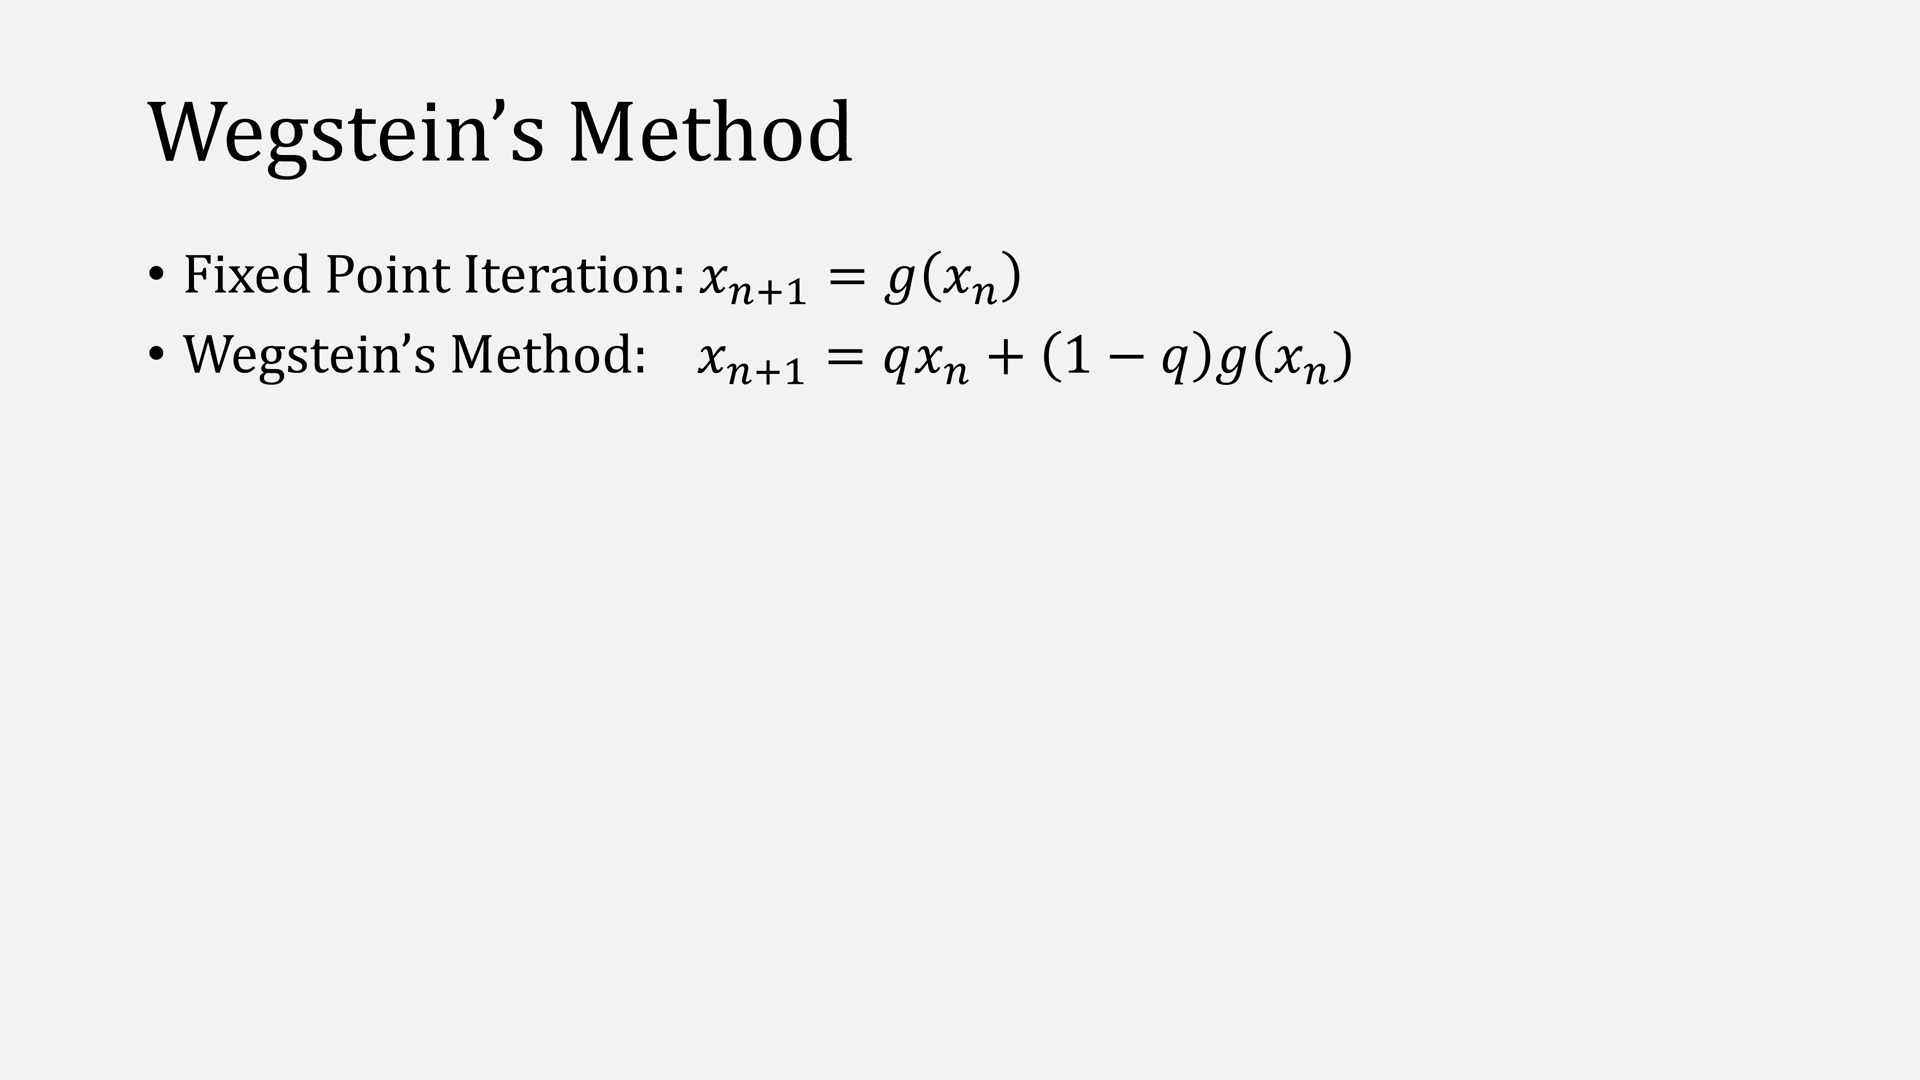 Wegstein’s Method
• Fixed Point Iteration: xₙ₊₁ = g(xₙ)
• Wegstein’s Method: xₙ₊₁ = qxₙ + (1 − q)g(xₙ)